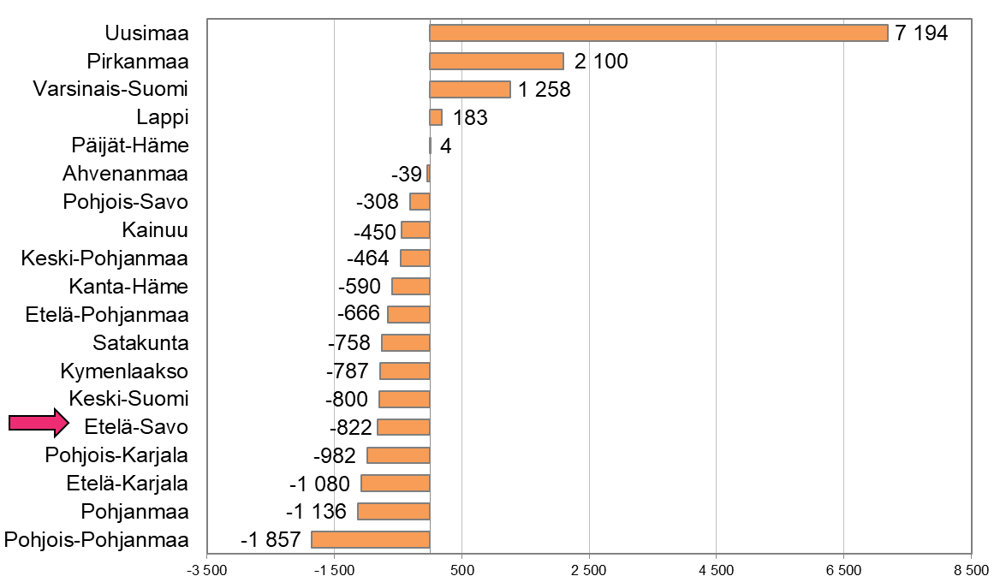 Uusimaa 7 194
Pirkanmaa 2 100
Varsinais-Suomi 1 258
Lappi 183
Päijät-Häme 4
Ahvenanmaa -39
Pohjois-Savo -308
Kainuu -450
Keski-Pohjanmaa -464
Kanta-Häme -590
Etelä-Pohjanmaa -666
Satakunta -758
Kymenlaakso -787
Keski-Suomi -800
Etelä-Savo -822
Pohjois-Karjala -982
Etelä-Karjala -1 080
Pohjanmaa -1 136
Pohjois-Pohjanmaa -1 857
-3 500 -1 500 500 2 500 4 500 6 500 8 500